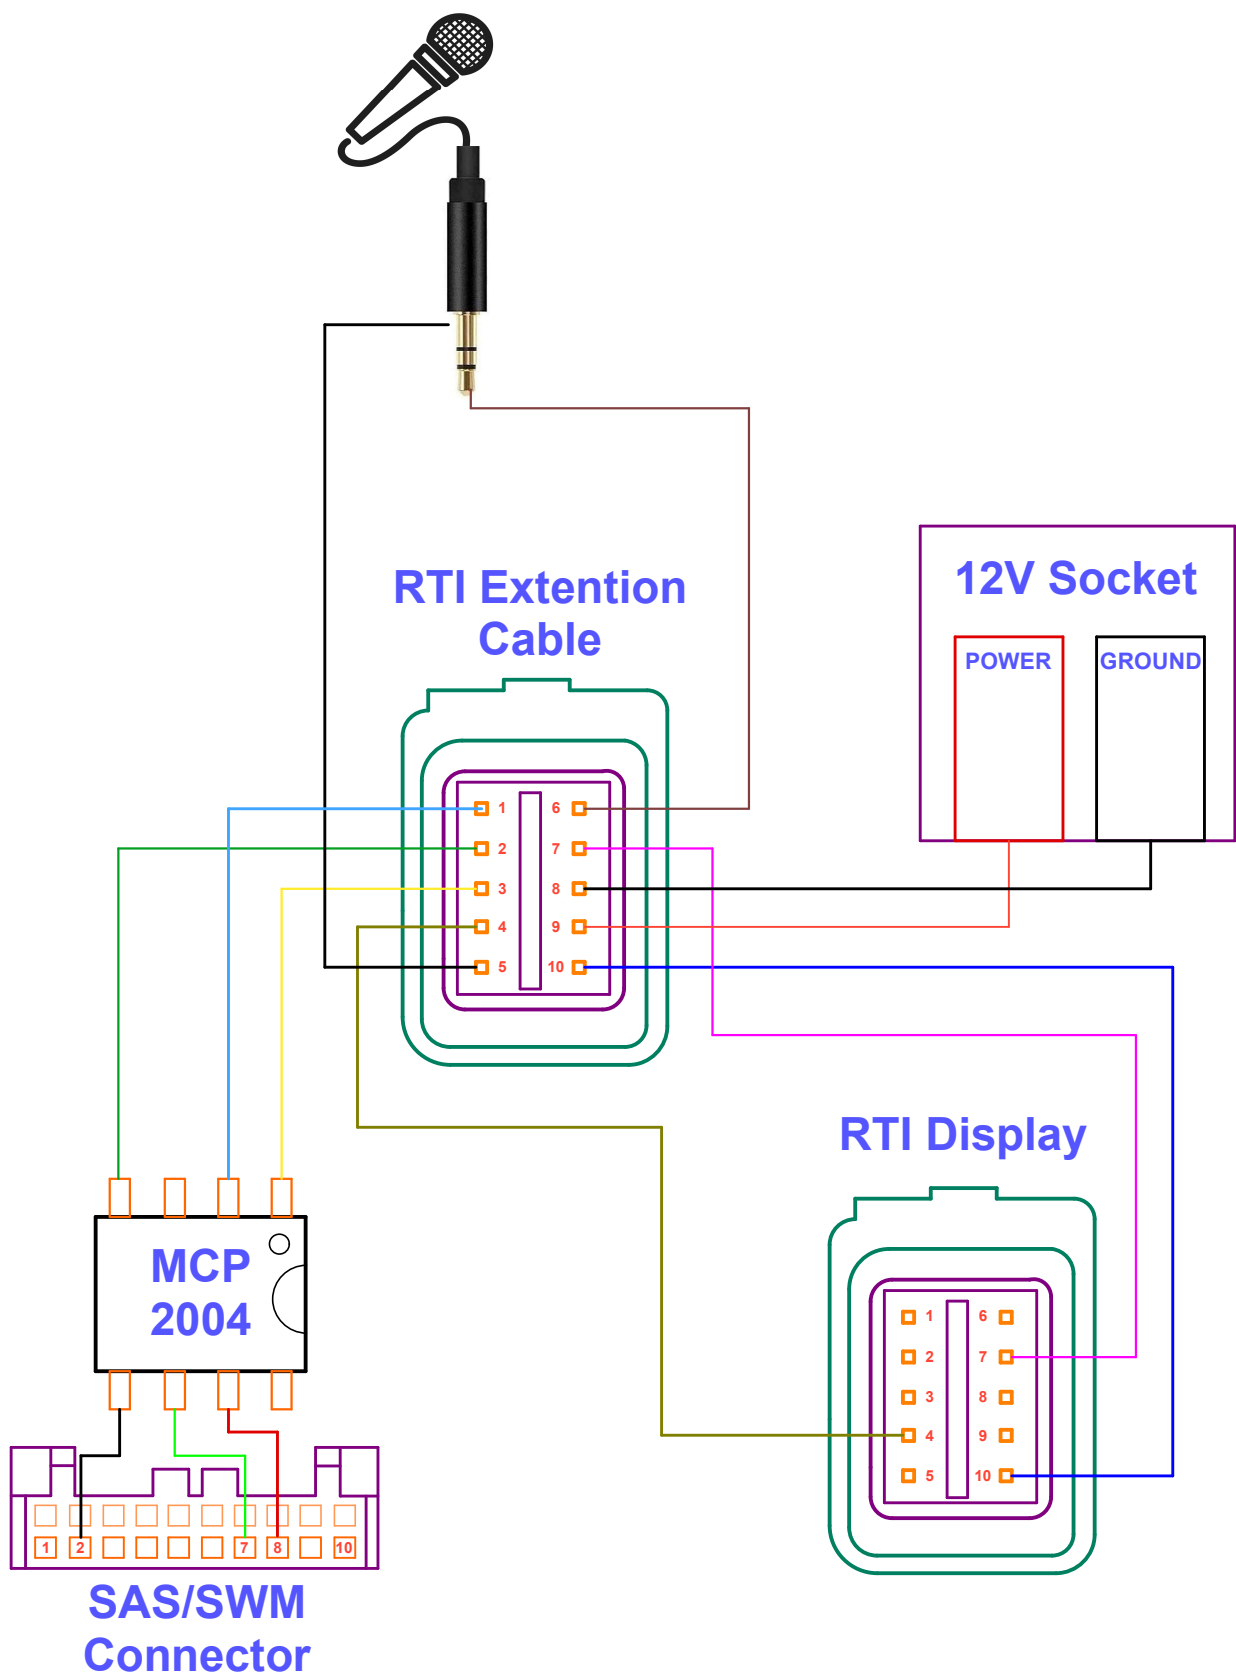 RTI Extention
Cable
12V Socket
POWER
GROUND
1 6
2 7
3 8
4 9
5 10
RTI Display
MCP
2004
1 6
2 7
3 8
4 9
5 10
1 2 7 8 10
SAS/SWM
Connector